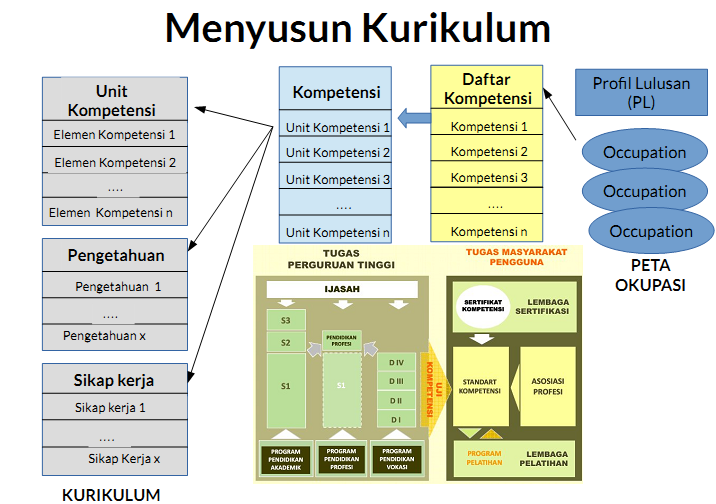 Menyusun Kurikulum
Unit
Kompetensi
Elemen Kompetensi 1
Elemen Kompetensi 2
....
Elemen Kompetensi n
Pengetahuan
Pengetahuan 1
....
Pengetahuan x
Sikap kerja
Sikap kerja 1
....
Sikap Kerja x
KURIKULUM
Kompetensi
Unit Kompetensi 1
Unit Kompetensi 2
Unit Kompetensi 3
....
Unit Kompetensi n
Daftar
Kompetensi
Kompetensi 1
Kompetensi 2
Kompetensi 3
....
Kompetensi n
Profil Lulusan
(PL)
Occupation
Occupation
Occupation
PETA
OKUPASI
TUGAS
PERGURUAN TINGGI
IJASAH
S3
S2
S1
PENDIDIKAN
PROFESI
S1
D IV
D III
D II
D I
PROGRAM
PENDIDIKAN
AKADEMIK
PROGRAM
PENDIDIKAN
PROFESI
PROGRAM
PENDIDIKAN
VOKASI
UJI
KOMPETENSI
TUGAS MASYARAKAT
PENGGUNA
SERTIFIKAT
KOMPETENSI
LEMBAGA
SERTIFIKASI
STANDART
KOMPETENSI
ASOSIASI
PROFESI
PROGRAM
PELATIHAN
LEMBAGA
PELATIHAN